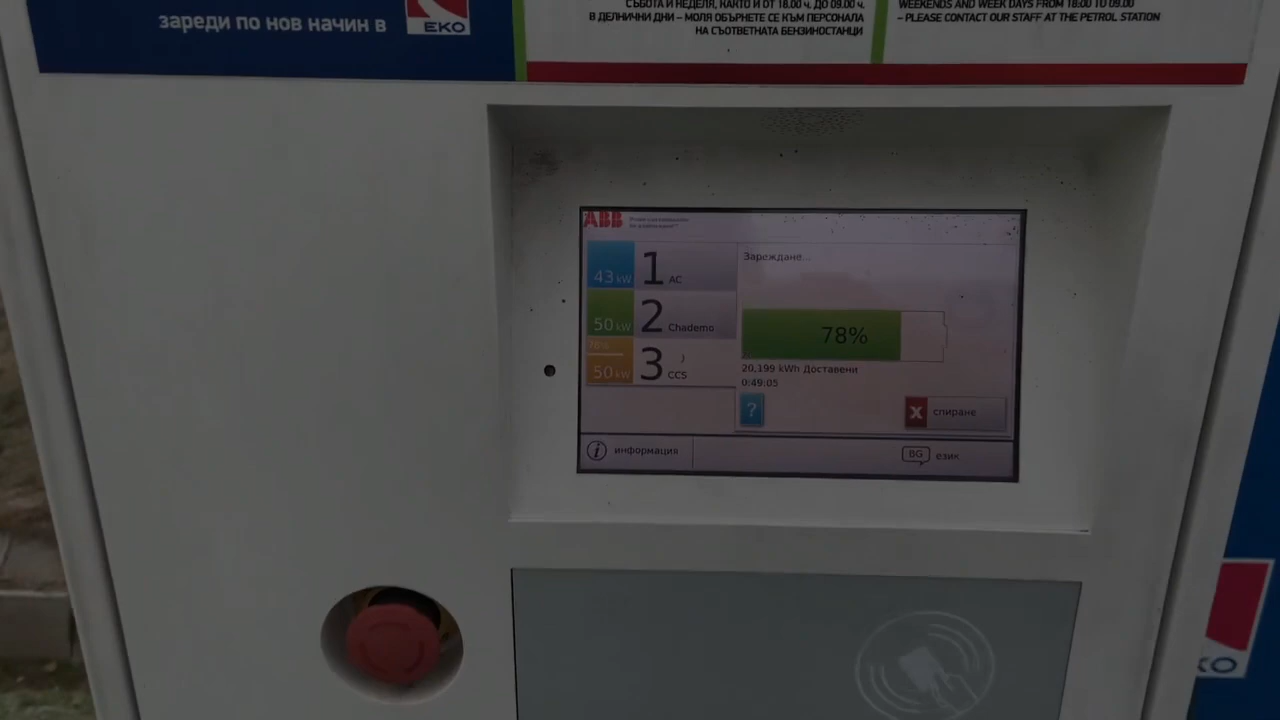 зареди по нов начин в
EKO
СЪБОТА И НЕДЕЛЯ, КАКТО И ОТ 18.00 ч. ДО 09.00 ч.
В ДЕЛНИЧНИ ДНИ – МОЛЯ ОБЪРНЕТЕ СЕ КЪМ ПЕРСОНАЛА
НА СЪОТВЕТНАТА БЕНЗИНОСТАНЦИ
WEEKENDS AND WEEK DAYS FROM 18:00 TO 09.00
– PLEASE CONTACT OUR STAFF AT THE PETROL STATION
ABB
43 kW 1 AC
50 kW 2 Chademo
78%
50 kW 3 CCS
Зареждане...
78%
20,199 kWh Доставени
0:49:05
?
X спиране
i информация
BG език
KO